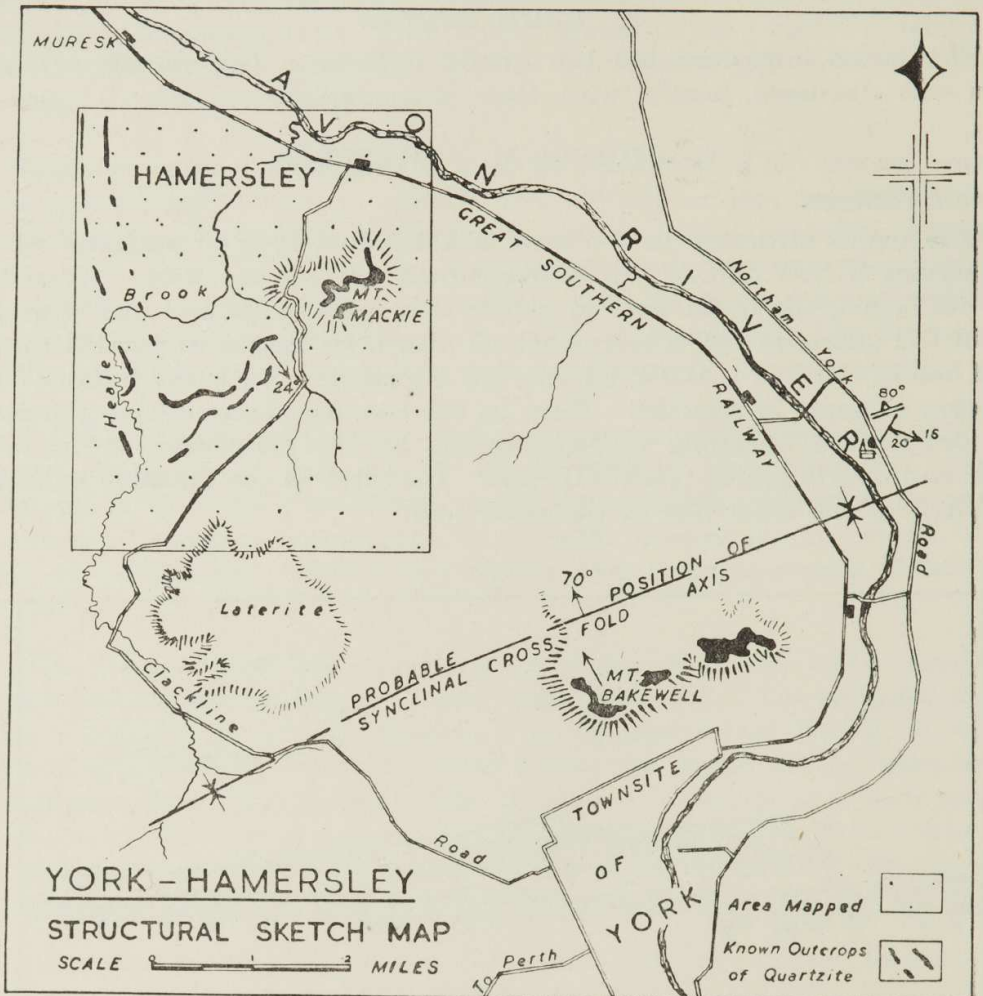 MURESK
AVON RIVER
HAMERSLEY
GREAT SOUTHERN RAILWAY
Northam - York Road
Heale Brook
MT. MACKIE
24°
80°
20
15
Laterite
70°
PROBABLE POSITION OF
SYNCLINAL CROSS FOLD AXIS
MT. BAKEWELL
Clackline Road
TOWNSITE OF YORK
To Perth
YORK - HAMERSLEY
STRUCTURAL SKETCH MAP
SCALE 0 2 MILES
Area Mapped
Known Outcrops
of Quartzite